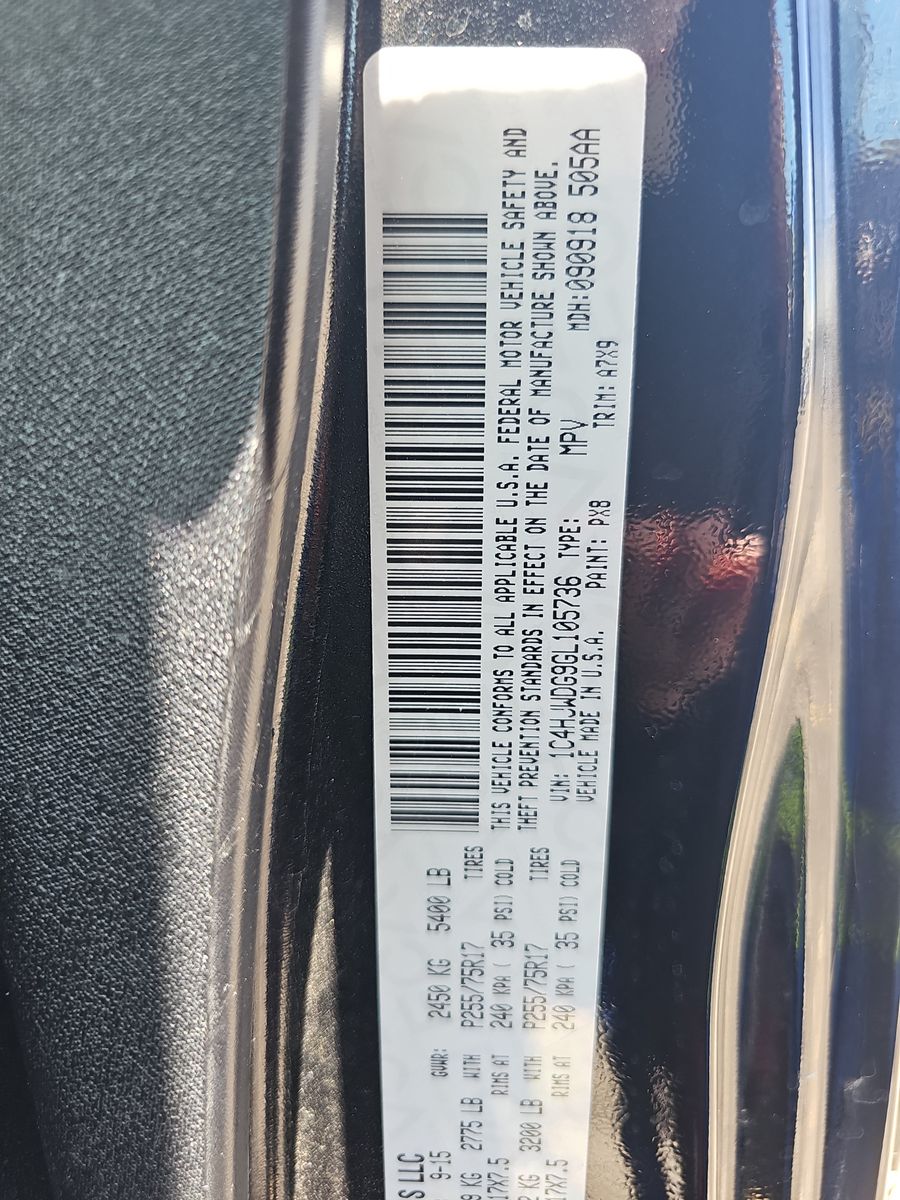 S LLC
9-15 GVWR: 2450 KG 5400 LB
KG 2775 LB WITH P255/75R17 TIRES
17X7.5 RIMS AT 240 KPA ( 35 PSI) COLD
KG 3200 LB WITH P255/75R17 TIRES
17X7.5 RIMS AT 240 KPA ( 35 PSI) COLD
THIS VEHICLE CONFORMS TO ALL APPLICABLE U.S.A. FEDERAL MOTOR VEHICLE SAFETY AND
THEFT PREVENTION STANDARDS IN EFFECT ON THE DATE OF MANUFACTURE SHOWN ABOVE.
VIN: 1C4HJWDG9GL105736 TYPE: MPV MDH:090918 505AA
VEHICLE MADE IN U.S.A. PAINT: PX8 TRIM: A7X9